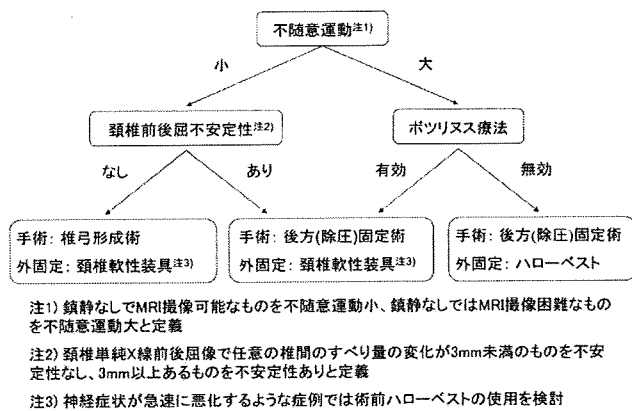 不随意運動注1)
小
大
頚椎前後屈不安定性注2)
ボツリヌス療法
なし
あり
有効
無効
手術: 椎弓形成術
外固定: 頚椎軟性装具注3)
手術: 後方(除圧)固定術
外固定: 頚椎軟性装具注3)
手術: 後方(除圧)固定術
外固定: ハローベスト
注1) 鎮静なしでMRI撮像可能なものを不随意運動小、鎮静なしではMRI撮像困難なもの
を不随意運動大と定義
注2) 頚椎単純X線前後屈像で任意の椎間のすべり量の変化が3mm未満のものを不安
定性なし、3mm以上あるものを不安定性ありと定義
注3) 神経症状が急速に悪化するような症例では術前ハローベストの使用を検討